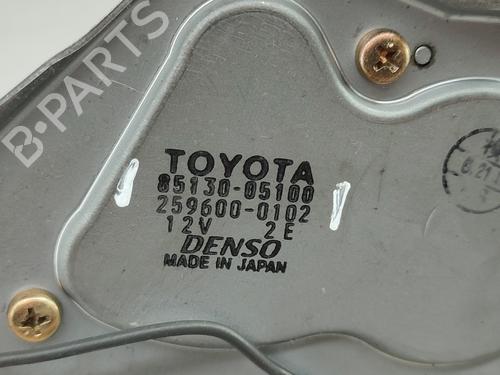 B-PARTS
TOYOTA
85130-05100
259600-0102
12V 2E
DENSO
MADE IN JAPAN